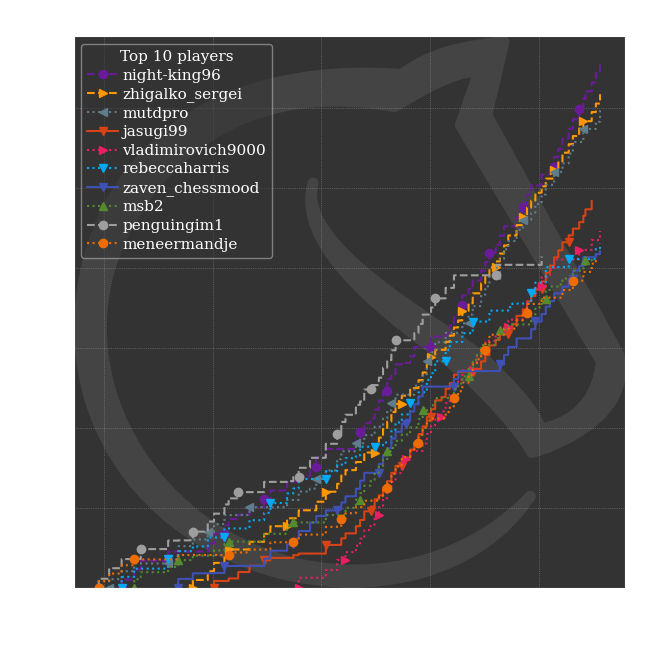 Top 10 players
night-king96
zhigalko_sergei
mutdpro
jasugi99
vladimirovich9000
rebeccaharris
zaven_chessmood
msb2
penguingim1
meneermandje